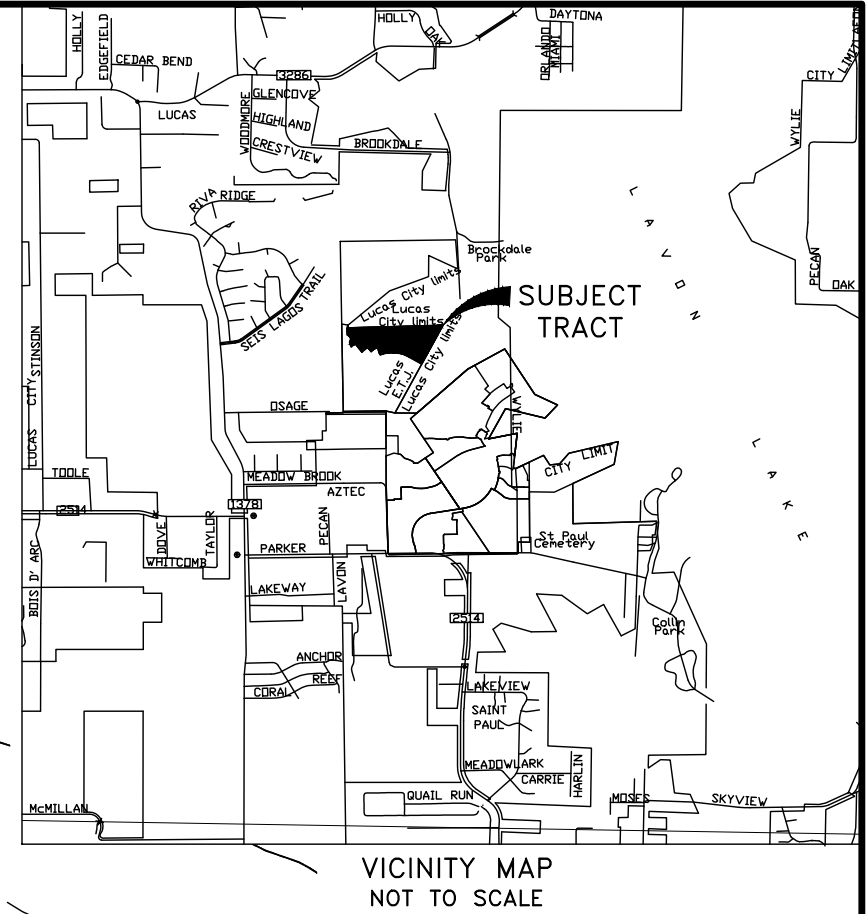 HOLLY
DAYTONA
HOLLY
OAK
EDGEFIELD
ORLANDO
MIAMI
CEDAR BEND
3286
CITY LIMIT
GLENCOVE
LUCAS
WOODMORE
HIGHLAND
WYLIE
CRESTVIEW
BROOKDALE
RIVA RIDGE
LAVON
Brockdale
Park
PECAN
OAK
SEIS LAGOS TRAIL
Lucas City limits
Lucas
City limits
Lucas City limits
SUBJECT
TRACT
Lucas
E.T.J.
STINSON
LUCAS CITY
OSAGE
WYLIE
CITY LIMIT
LAKE
TOOLE
MEADOW BROOK
AZTEC
2514
1378
DOVE
TAYLOR
PECAN
St Paul
Cemetery
WHITCOMB
PARKER
BOIS D' ARC
LAKEWAY
LAVON
2514
Collin
Park
ANCHOR
REEF
CORAL
LAKEVIEW
SAINT
PAUL
MEADOWLARK
CARRIE
HARLIN
McMILLAN
QUAIL RUN
MOSES
SKYVIEW
VICINITY MAP
NOT TO SCALE